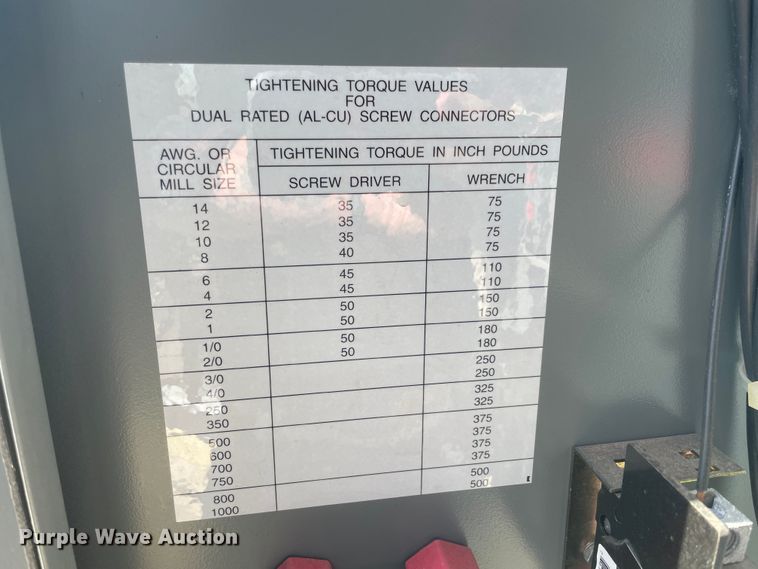 TIGHTENING TORQUE VALUES
FOR
DUAL RATED (AL-CU) SCREW CONNECTORS
AWG. OR CIRCULAR MILL SIZE TIGHTENING TORQUE IN INCH POUNDS
SCREW DRIVER WRENCH
14 35 75
12 35 75
10 35 75
8 40 75
6 45 110
4 45 110
2 50 150
1 50 150
1/0 50 180
2/0 50 180
3/0 250
4/0 250
250 325
350 325
500 375
600 375
700 375
750 375
800 500
1000 500
E
Purple Wave Auction